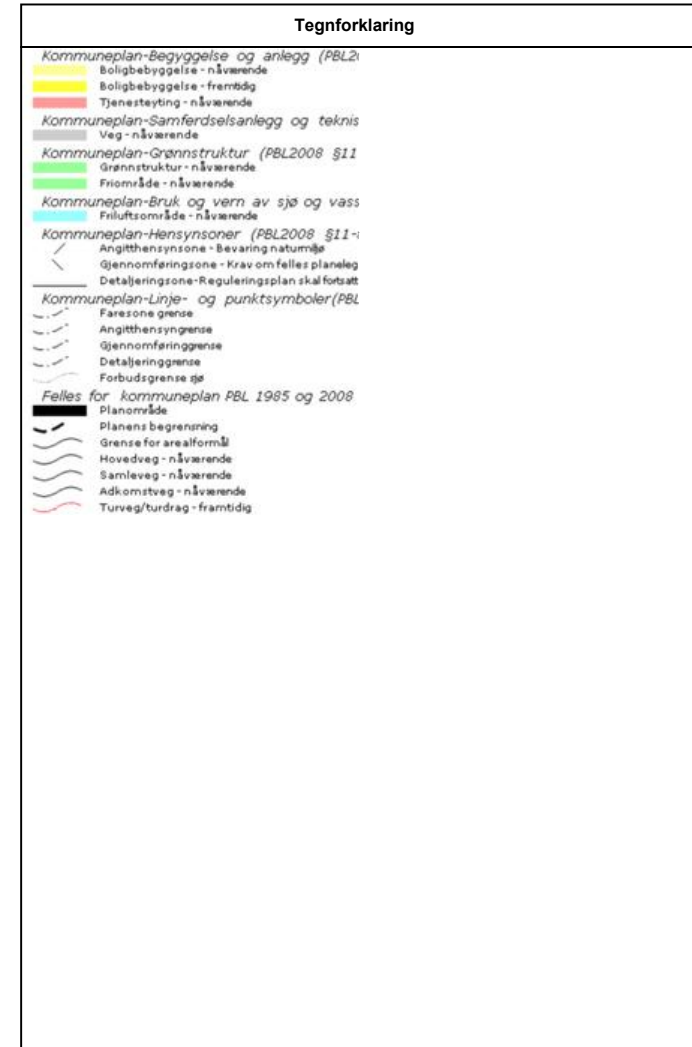 Tegnforklaring
Kommuneplan-Begyggelse og anlegg (PBL20
Boligbebyggelse - nåværende
Boligbebyggelse - fremtidig
Tjenesteyting - nåværende
Kommuneplan-Samferdselsanlegg og teknis
Veg - nåværende
Kommuneplan-Grønnstruktur (PBL2008 §11
Grønnstruktur - nåværende
Friområde - nåværende
Kommuneplan-Bruk og vern av sjø og vass
Friluftsområde - nåværende
Kommuneplan-Hensynsoner (PBL2008 §11-
Angitthensynsone - Bevaring naturmiljø
Gjennomføringsone - Krav om felles planeleg
Detaljeringsone-Reguleringsplan skal fortsatt
Kommuneplan-Linje- og punktsymboler(PBL
Faresone grense
Angitthensyngrense
Gjennomføringgrense
Detaljeringgrense
Forbudsgrense sjø
Felles for kommuneplan PBL 1985 og 2008
Planområde
Planens begrensning
Grense for arealformål
Hovedveg - nåværende
Samleveg - nåværende
Adkomstveg - nåværende
Turveg/turdrag - framtidig